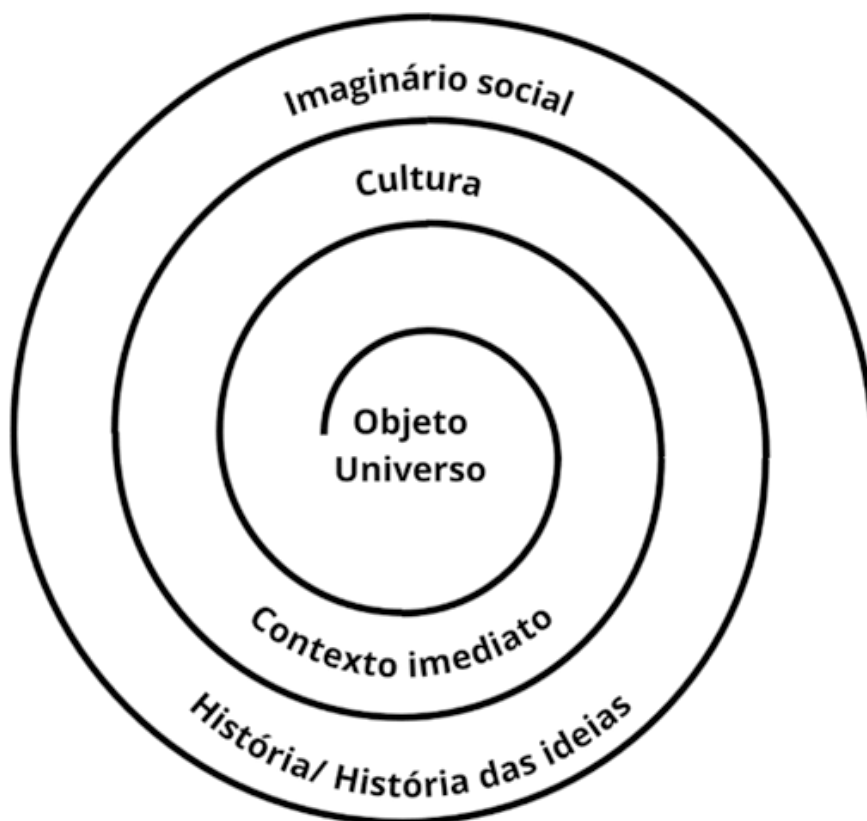 Imaginário social
Cultura
Objeto
Universo
Contexto imediato
História/ História das ideias